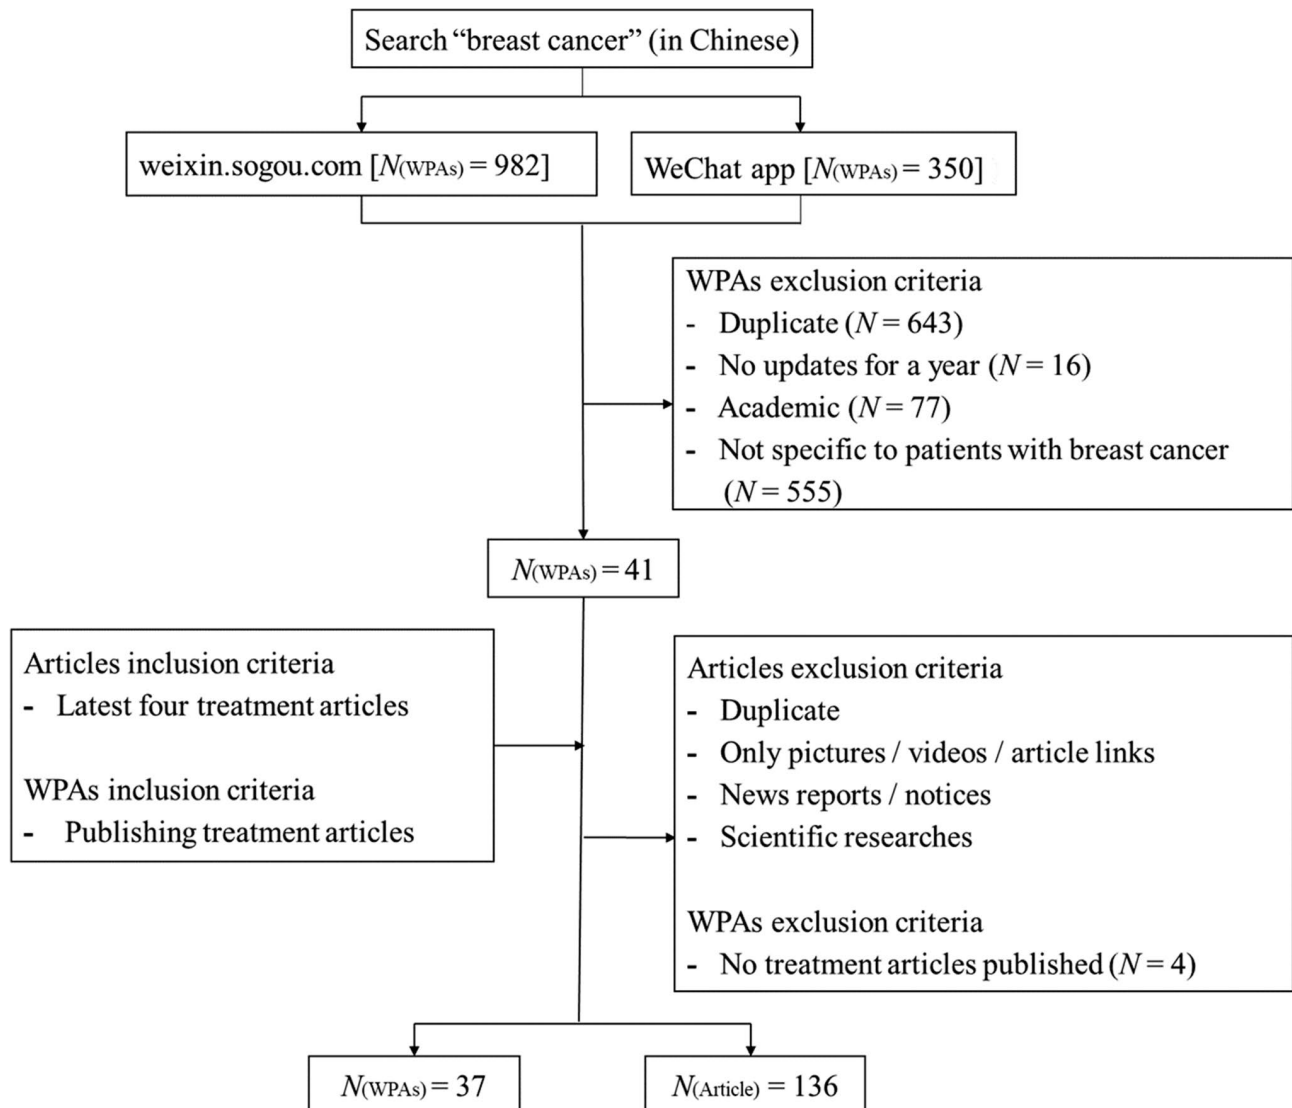 Search “breast cancer” (in Chinese)
weixin.sogou.com [N(WPAs) = 982]
WeChat app [N(WPAs) = 350]
WPAs exclusion criteria
- Duplicate (N = 643)
- No updates for a year (N = 16)
- Academic (N = 77)
- Not specific to patients with breast cancer
(N = 555)
N(WPAs) = 41
Articles inclusion criteria
- Latest four treatment articles
WPAs inclusion criteria
- Publishing treatment articles
Articles exclusion criteria
- Duplicate
- Only pictures / videos / article links
- News reports / notices
- Scientific researches
WPAs exclusion criteria
- No treatment articles published (N = 4)
N(WPAs) = 37
N(Article) = 136